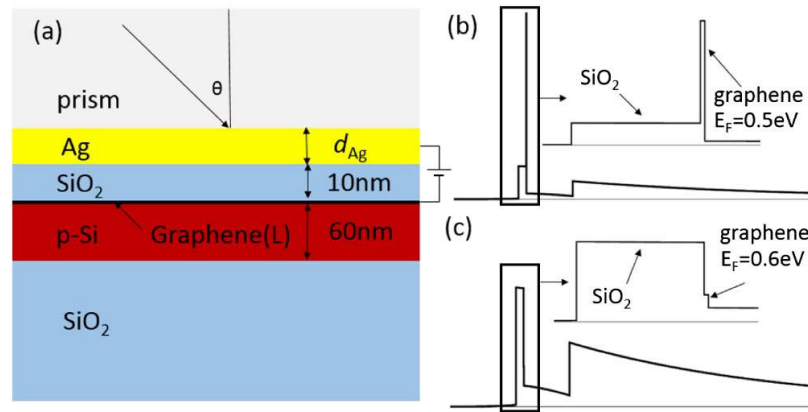 (a)
θ
prism
Ag
d_Ag
SiO₂
10nm
p-Si
Graphene(L)
60nm
SiO₂
(b)
SiO₂
graphene
E_F=0.5eV
(c)
graphene
E_F=0.6eV
SiO₂